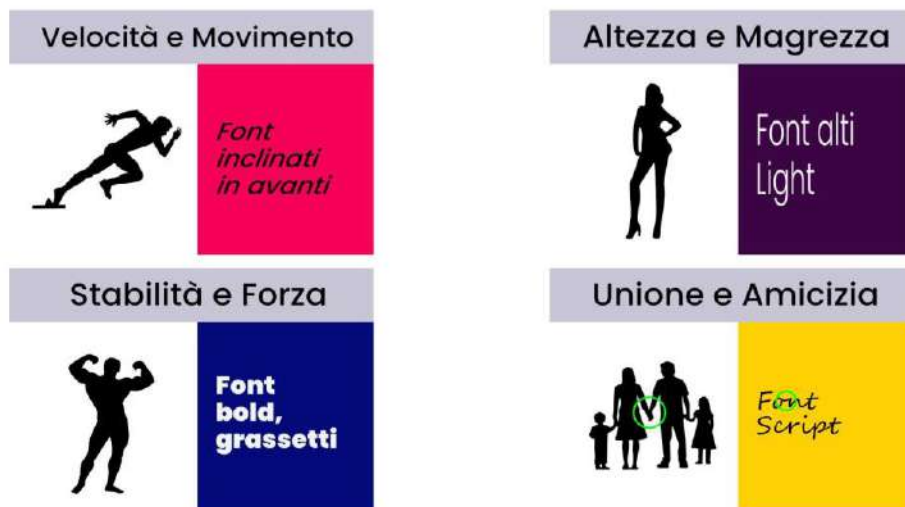 Velocità e Movimento
Font
inclinati
in avanti
Altezza e Magrezza
Font alti
Light
Stabilità e Forza
Font
bold,
grassetti
Unione e Amicizia
Font
Script